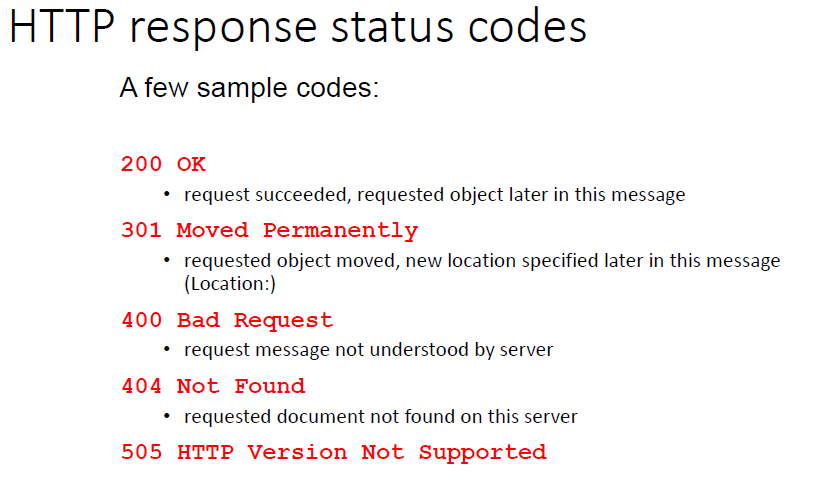 HTTP response status codes
A few sample codes:
200 OK
• request succeeded, requested object later in this message
301 Moved Permanently
• requested object moved, new location specified later in this message
(Location:)
400 Bad Request
• request message not understood by server
404 Not Found
• requested document not found on this server
505 HTTP Version Not Supported